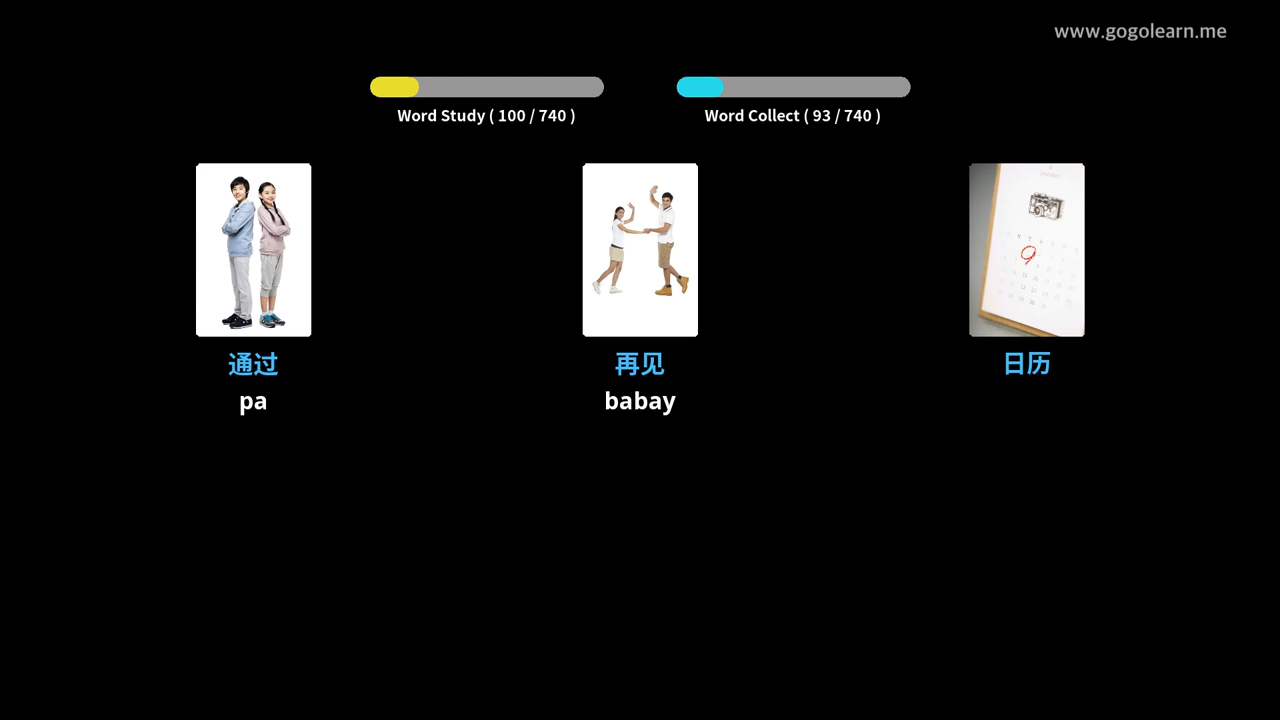 www.gogolearn.me
Word Study ( 100 / 740 )
Word Collect ( 93 / 740 )
通过
再见
日历
pa
babay